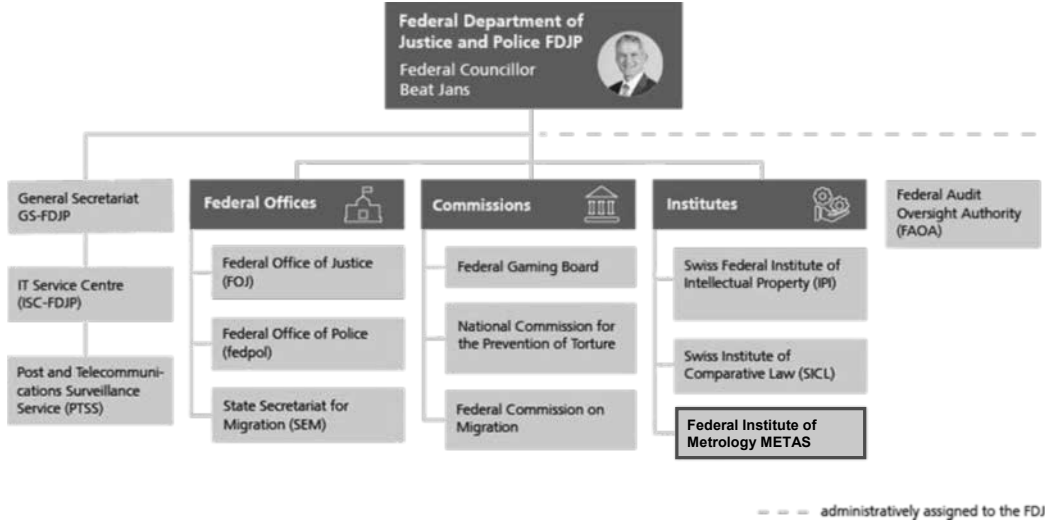 Federal Department of
Justice and Police FDJP
Federal Councillor
Beat Jans
General Secretariat
GS-FDJP
IT Service Centre
(ISC-FDJP)
Post and Telecommuni-
cations Surveillance
Service (PTSS)
Federal Offices
Federal Office of Justice
(FOJ)
Federal Office of Police
(fedpol)
State Secretariat for
Migration (SEM)
Commissions
Federal Gaming Board
National Commission for
the Prevention of Torture
Federal Commission on
Migration
Institutes
Swiss Federal Institute of
Intellectual Property (IPI)
Swiss Institute of
Comparative Law (SICL)
Federal Institute of
Metrology METAS
Federal Audit
Oversight Authority
(FAOA)
administratively assigned to the FDJ